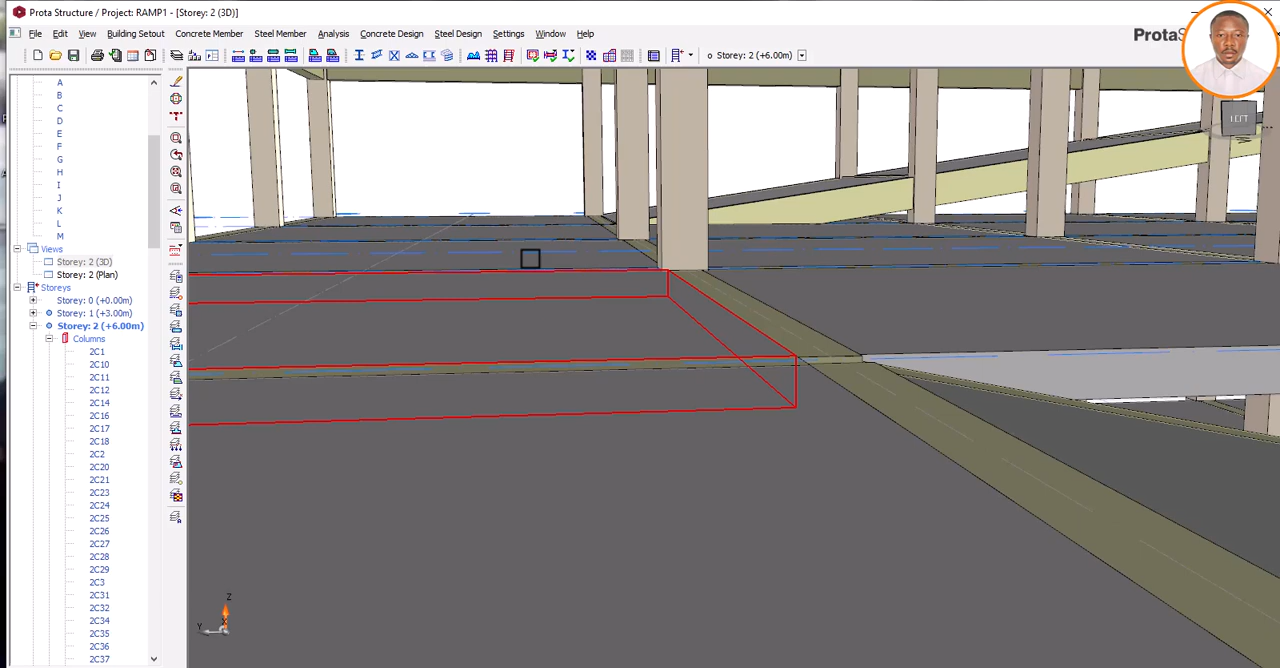 Prota Structure / Project: RAMP1 - [Storey: 2 (3D)]
File Edit View Building Setout Concrete Member Steel Member Analysis Concrete Design Steel Design Settings Window Help
Storey: 2 (+6.00m)
LEFT
A
B
C
D
E
F
G
H
I
J
K
L
M
Views
Storey: 2 (3D)
Storey: 2 (Plan)
Storeys
Storey: 0 (+0.00m)
Storey: 1 (+3.00m)
Storey: 2 (+6.00m)
Columns
2C1
2C10
2C11
2C12
2C14
2C16
2C17
2C18
2C2
2C20
2C21
2C23
2C24
2C25
2C26
2C27
2C28
2C29
2C3
2C31
2C32
2C34
2C35
2C36
2C37
Z
Y
X